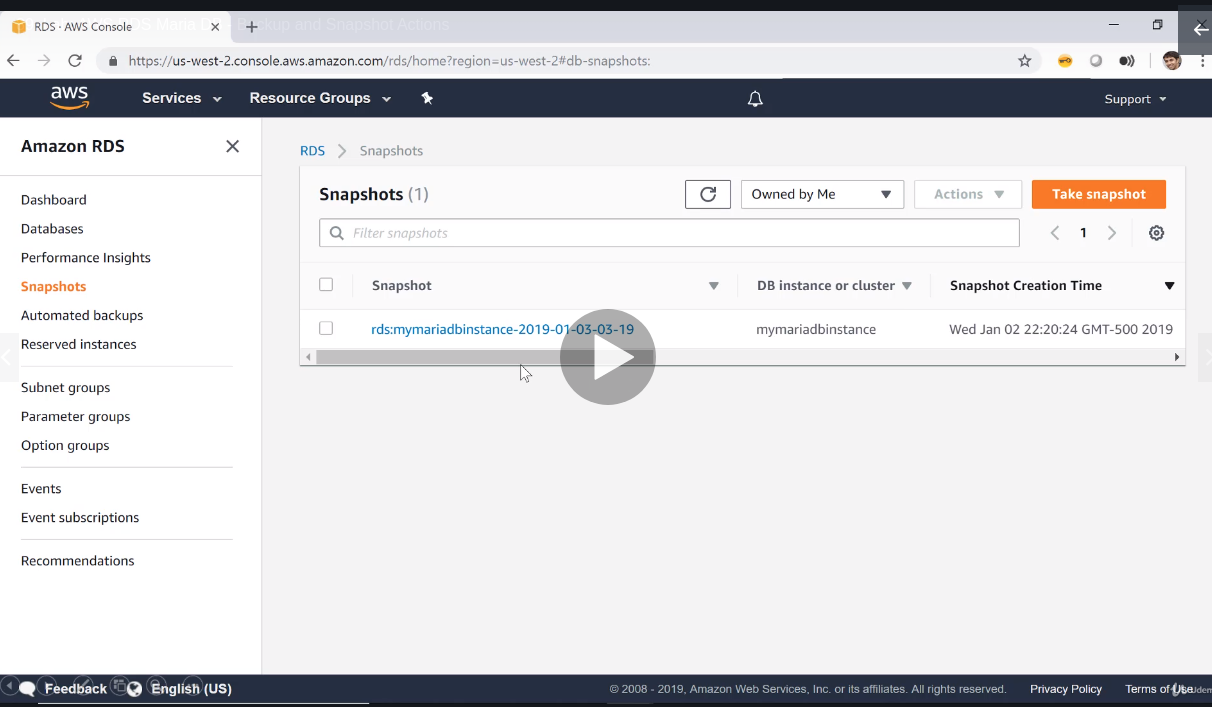 RDS · AWS Console
RDS Maria DB Backup and Snapshot Actions
https://us-west-2.console.aws.amazon.com/rds/home?region=us-west-2#db-snapshots:
aws
Services
Resource Groups
Support
Amazon RDS
Dashboard
Databases
Performance Insights
Snapshots
Automated backups
Reserved instances
Subnet groups
Parameter groups
Option groups
Events
Event subscriptions
Recommendations
RDS
Snapshots
Snapshots (1)
Owned by Me
Actions
Take snapshot
Filter snapshots
1
Snapshot
DB instance or cluster
Snapshot Creation Time
rds:mymariadbinstance-2019-01-03-03-19
mymariadbinstance
Wed Jan 02 22:20:24 GMT-500 2019
Feedback
English (US)
© 2008 - 2019, Amazon Web Services, Inc. or its affiliates. All rights reserved.
Privacy Policy
Terms of Use